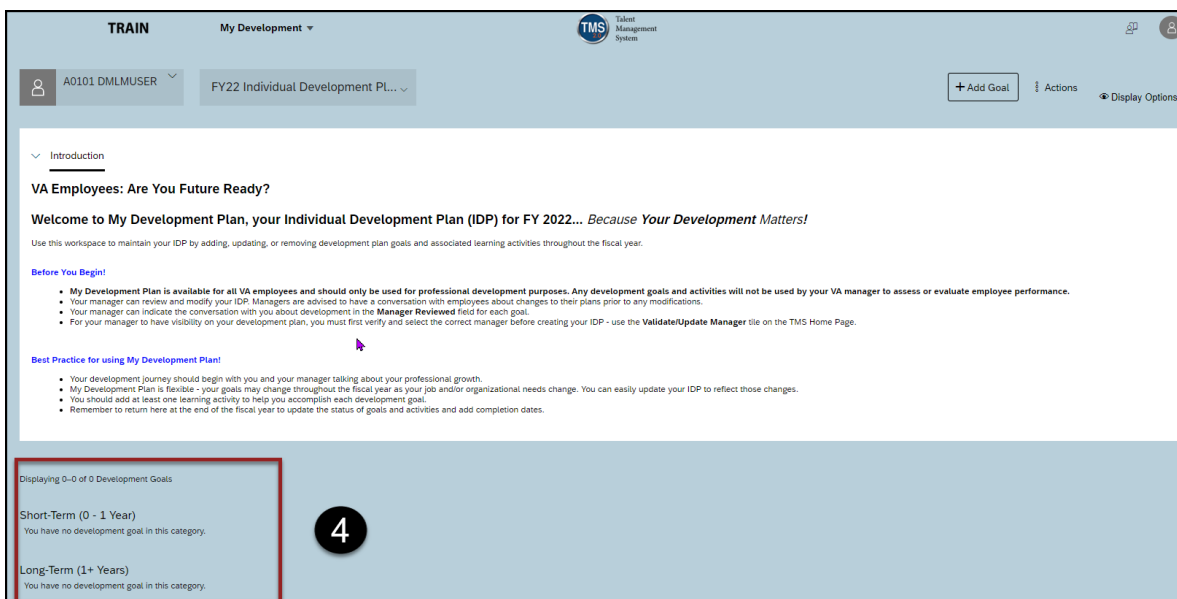 TRAIN
My Development
TMS
Talent
Management
System
A0101 DMLMUSER
FY22 Individual Development Pl...
+ Add Goal
Actions
Display Options
Introduction
VA Employees: Are You Future Ready?
Welcome to My Development Plan, your Individual Development Plan (IDP) for FY 2022... Because Your Development Matters!
Use this workspace to maintain your IDP by adding, updating, or removing development plan goals and associated learning activities throughout the fiscal year.
Before You Begin!
• My Development Plan is available for all VA employees and should only be used for professional development purposes. Any development goals and activities will not be used by your VA manager to assess or evaluate employee performance.
• Your manager can review and modify your IDP. Managers are advised to have a conversation with employees about changes to their plans prior to any modifications.
• Your manager can indicate the conversation with you about development in the Manager Reviewed field for each goal.
• For your manager to have visibility on your development plan, you must first verify and select the correct manager before creating your IDP - use the Validate/Update Manager tile on the TMS Home Page.
Best Practice for using My Development Plan!
• Your development journey should begin with you and your manager talking about your professional growth.
• My Development Plan is flexible - your goals may change throughout the fiscal year as your job and/or organizational needs change. You can easily update your IDP to reflect those changes.
• You should add at least one learning activity to help you accomplish each development goal.
• Remember to return here at the end of the fiscal year to update the status of goals and activities and add completion dates.
Displaying 0–0 of 0 Development Goals
Short-Term (0 - 1 Year)
You have no development goal in this category.
4
Long-Term (1+ Years)
You have no development goal in this category.